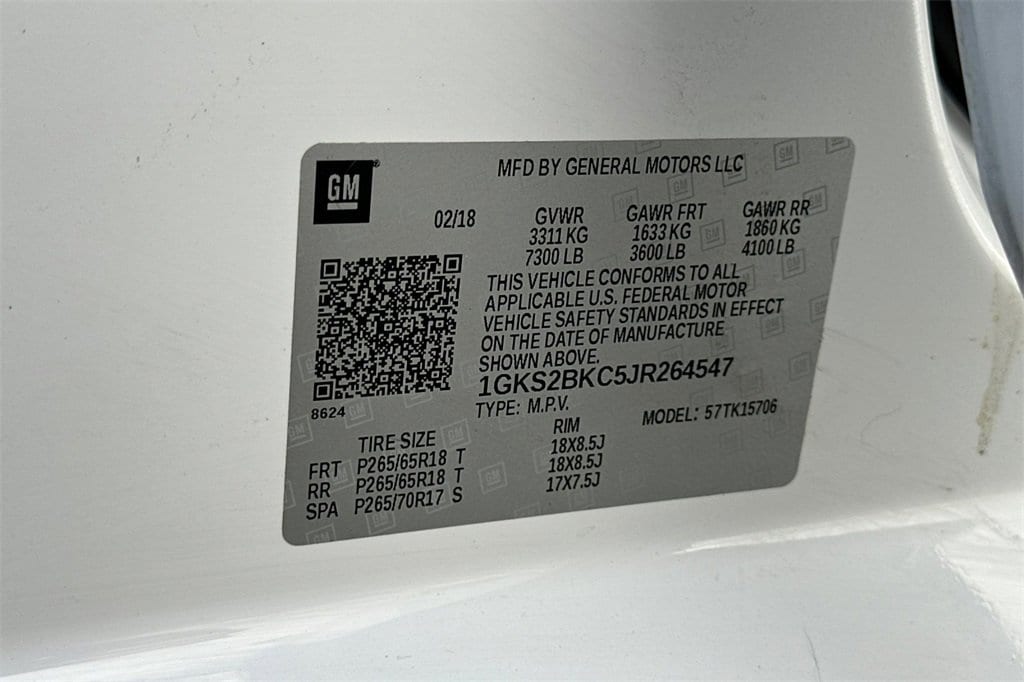 GM
MFD BY GENERAL MOTORS LLC
02/18 GVWR GAWR FRT GAWR RR
3311 KG 1633 KG 1860 KG
7300 LB 3600 LB 4100 LB
THIS VEHICLE CONFORMS TO ALL
APPLICABLE U.S. FEDERAL MOTOR
VEHICLE SAFETY STANDARDS IN EFFECT
ON THE DATE OF MANUFACTURE
SHOWN ABOVE.
1GKS2BKC5JR264547
8624
TYPE: M.P.V. MODEL: 57TK15706
TIRE SIZE RIM
FRT P265/65R18 T 18X8.5J
RR P265/65R18 T 18X8.5J
SPA P265/70R17 S 17X7.5J